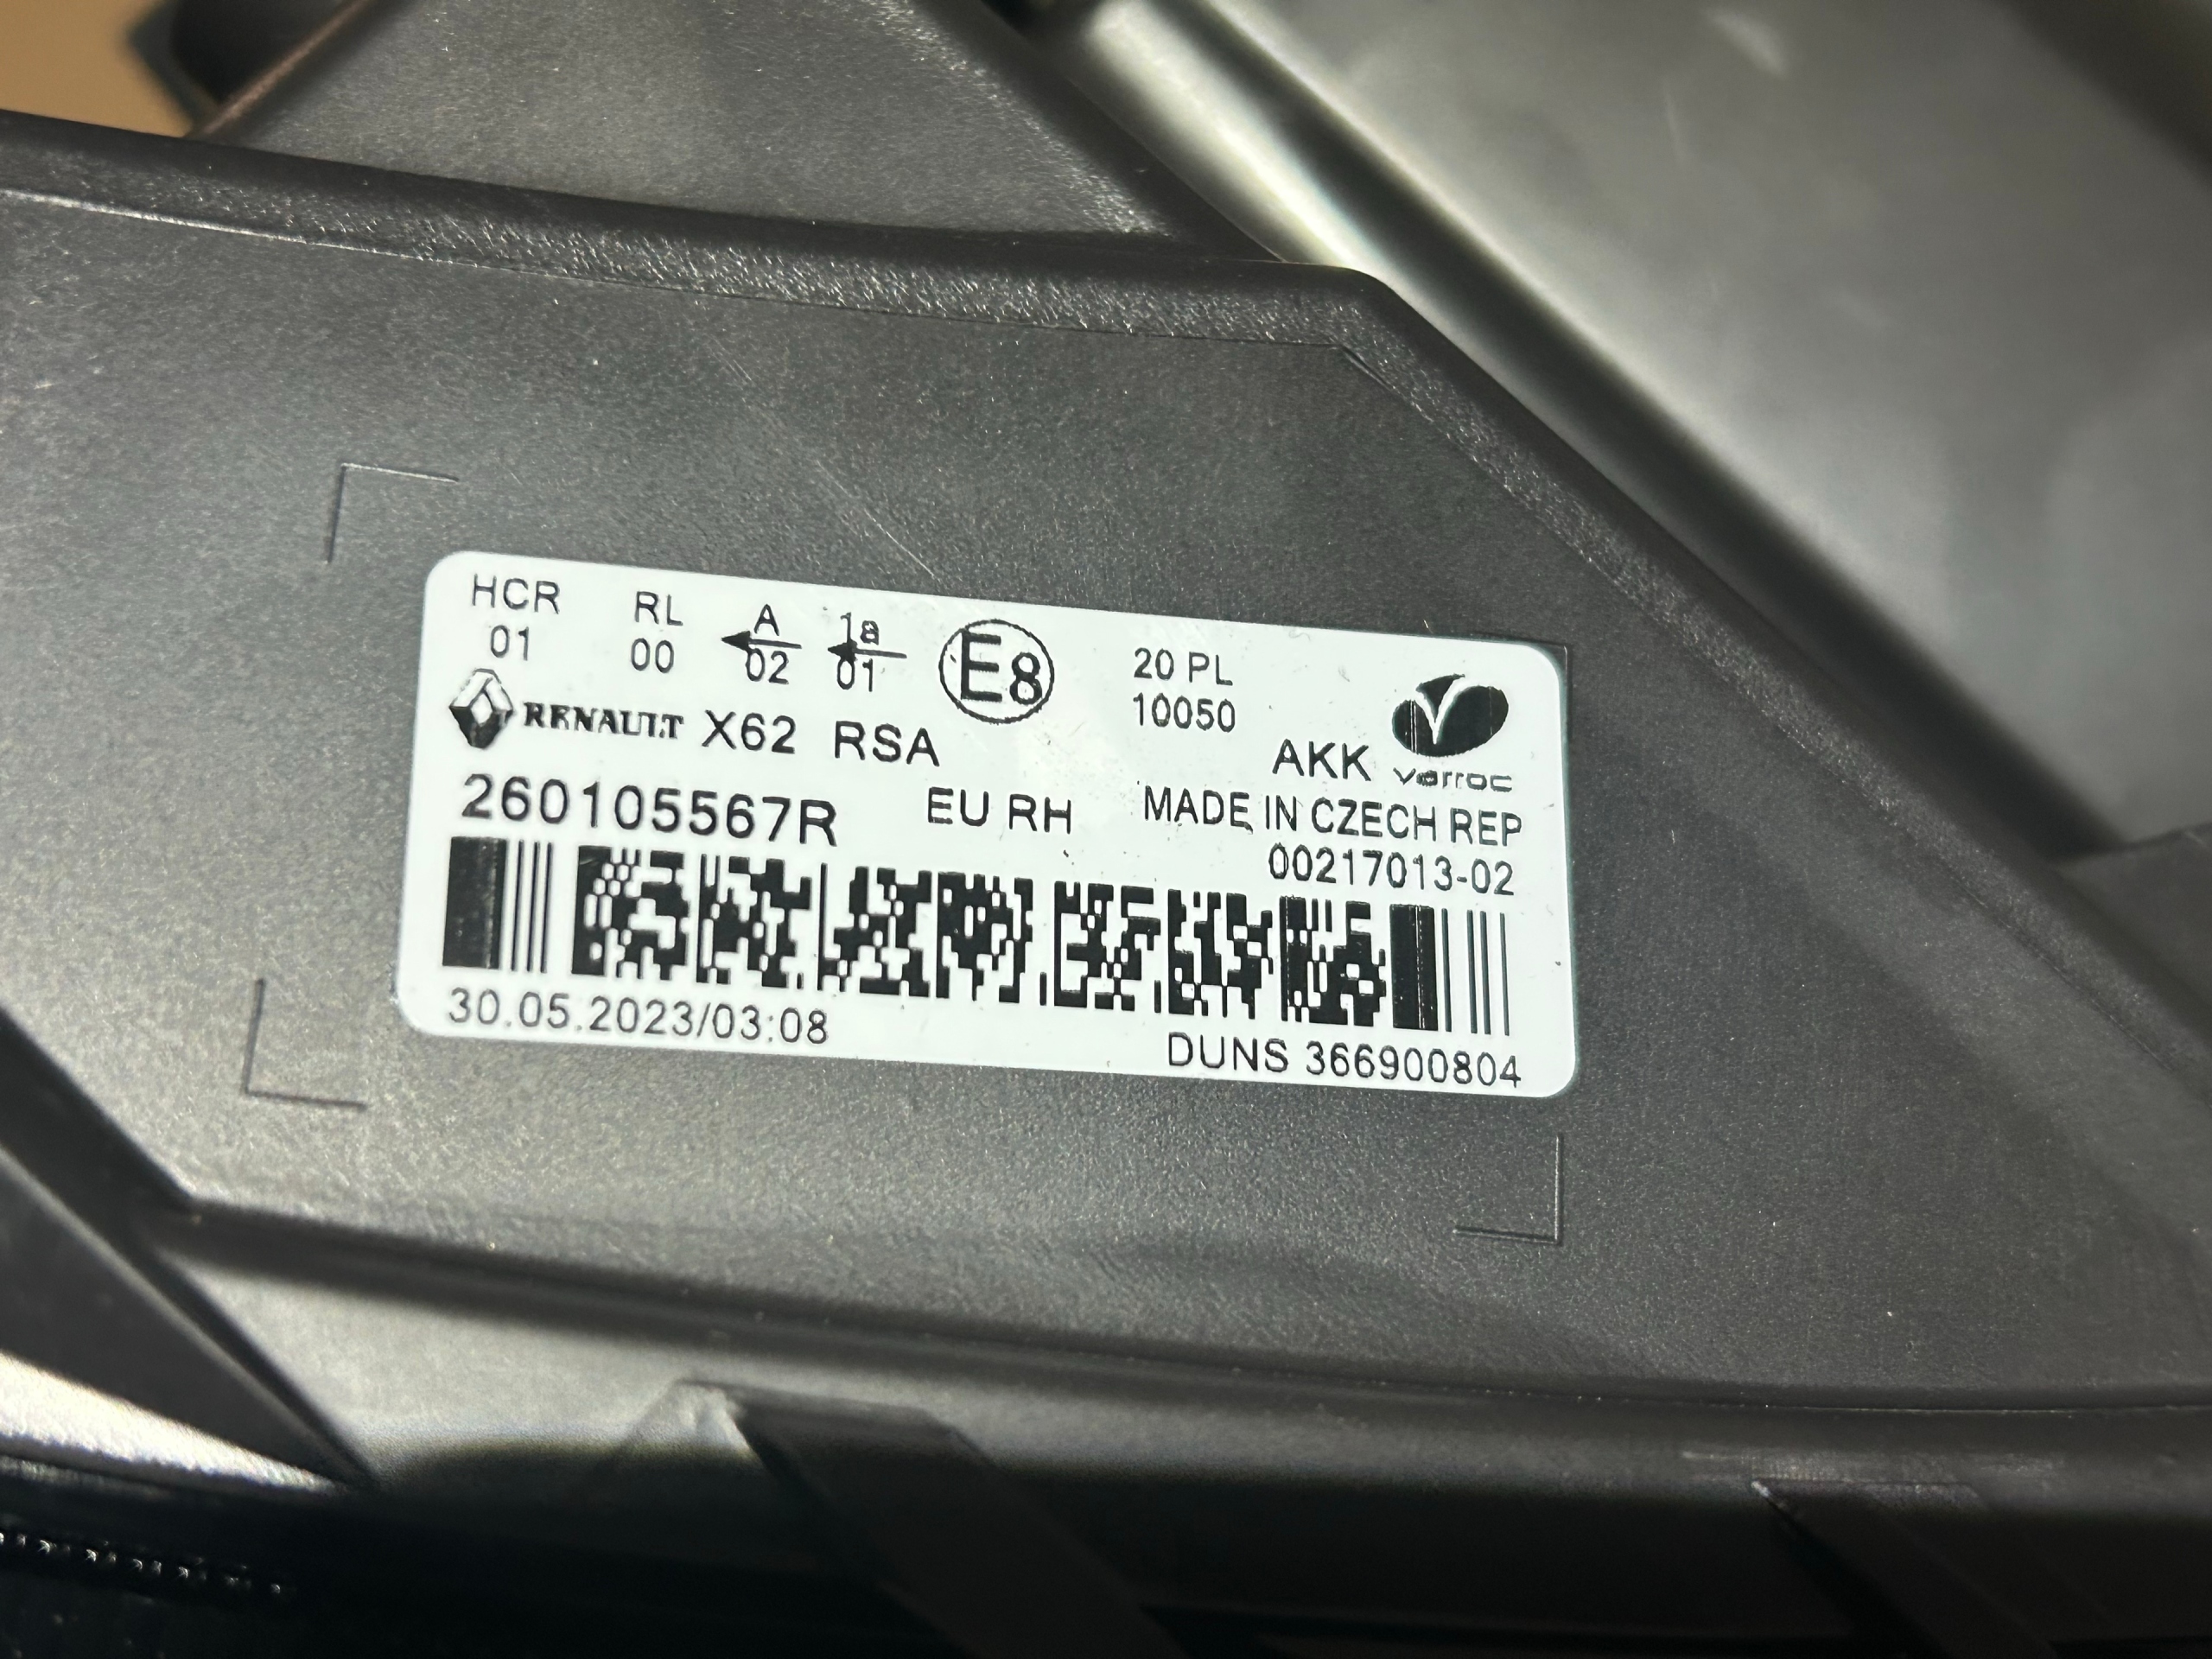 HCR RL A 1a E8 20 PL
01 00 02 01 10050
RENAULT X62 RSA AKK varroc
260105567R EU RH MADE IN CZECH REP
00217013-02
30.05.2023/03:08 DUNS 366900804